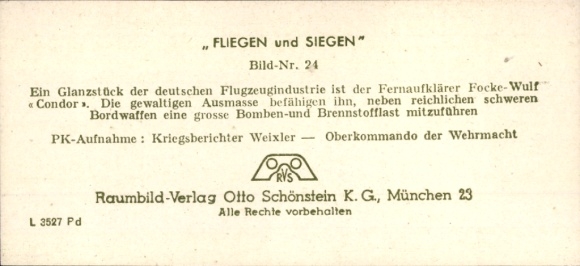 „FLIEGEN und SIEGEN"
Bild-Nr. 24
Ein Glanzstück der deutschen Flugzeugindustrie ist der Fernaufklärer Focke-Wulf
« Condor ». Die gewaltigen Ausmasse befähigen ihn, neben reichlichen schweren
Bordwaffen eine grosse Bomben-und Brennstofflast mitzuführen
PK-Aufnahme : Kriegsberichter Weixler — Oberkommando der Wehrmacht
RVS
Raumbild-Verlag Otto Schönstein K. G., München 23
Alle Rechte vorbehalten
L 3527 Pd